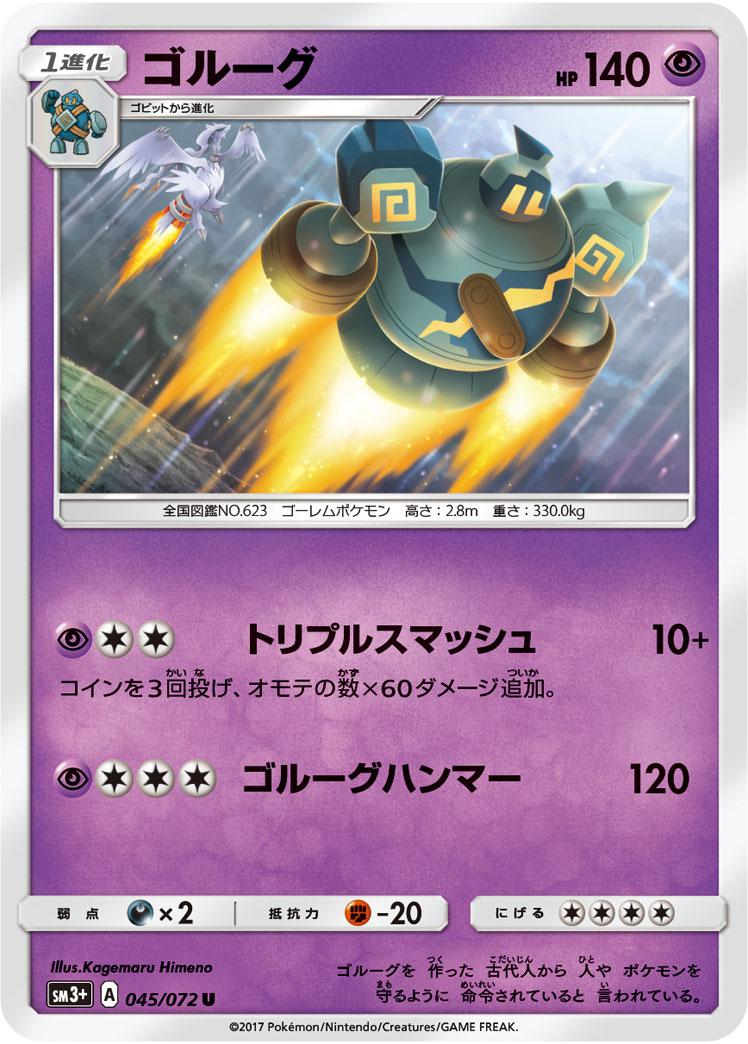 1進化
ゴルーグ
HP 140
ゴビットから進化
全国図鑑NO.623 ゴーレムポケモン 高さ：2.8m 重さ：330.0kg
トリプルスマッシュ 10+
コインを3回投げ、オモテの数×60ダメージ追加。
ゴルーグハンマー 120
弱点 ×2 抵抗力 -20 にげる
Illus.Kagemaru Himeno
ゴルーグを 作った 古代人から 人や ポケモンを
守るように 命令されていると 言われている。
SM3+ A 045/072 U
©2017 Pokémon/Nintendo/Creatures/GAME FREAK.